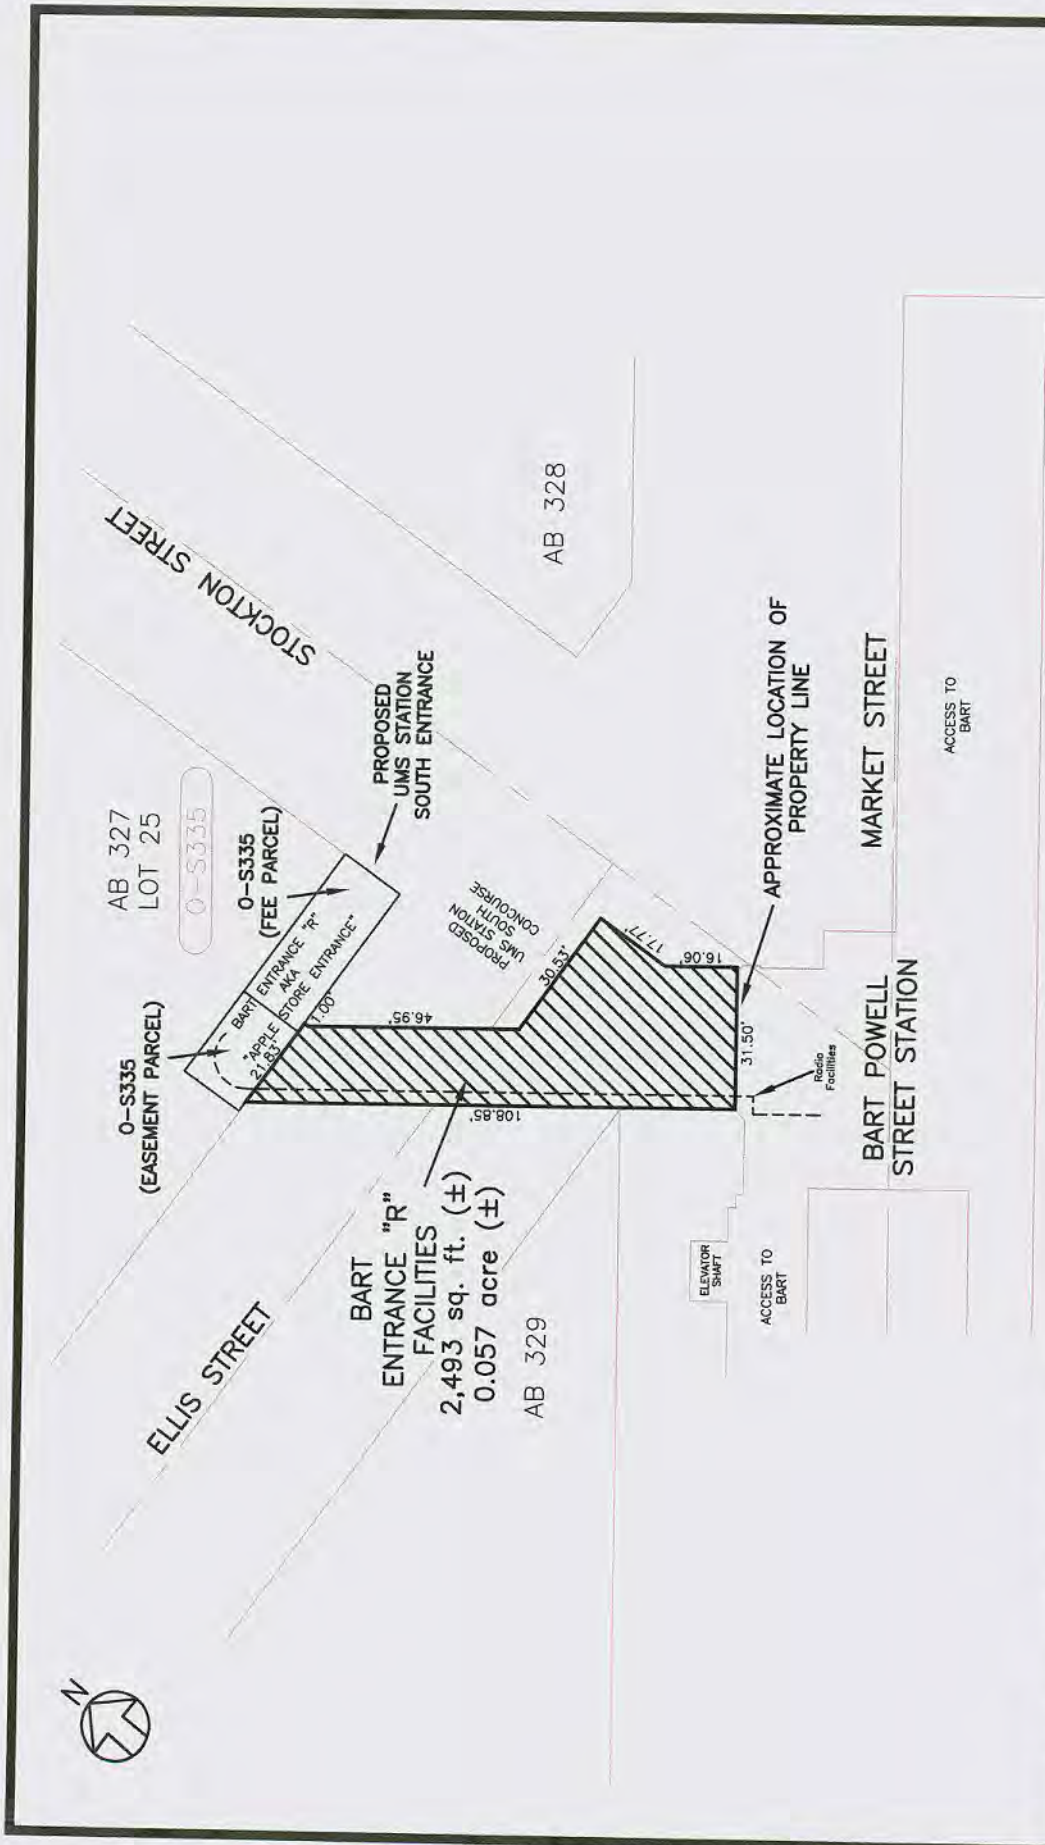 N
ELLIS STREET
STOCKTON STREET
AB 327
LOT 25
O-S335
O-S335
(EASEMENT PARCEL)
O-S335
(FEE PARCEL)
BART ENTRANCE "R"
AKA
"APPLE STORE ENTRANCE"
PROPOSED
UMS STATION
SOUTH ENTRANCE
21.83'
1.00'
46.95'
PROPOSED
UMS STATION
SOUTH
CONCOURSE
30.53'
17.77'
16.06'
31.50'
108.85'
BART
ENTRANCE "R"
FACILITIES
2,493 sq. ft. (±)
0.057 acre (±)
AB 329
AB 328
APPROXIMATE LOCATION OF
PROPERTY LINE
ELEVATOR
SHAFT
ACCESS TO
BART
Radio
Facilities
BART POWELL
STREET STATION
MARKET STREET
ACCESS TO
BART